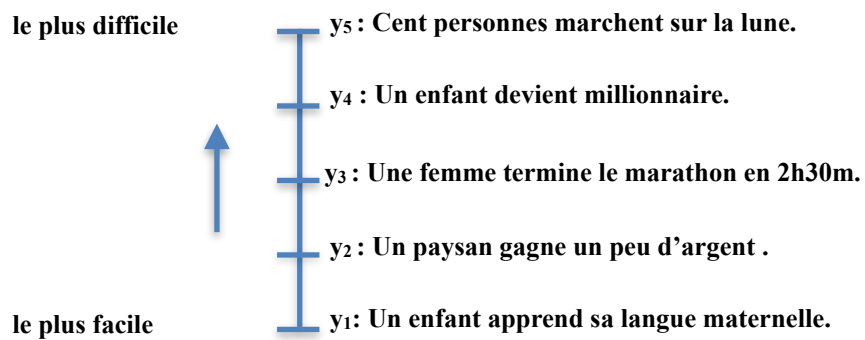 le plus difficile y₅ : Cent personnes marchent sur la lune.
y₄ : Un enfant devient millionnaire.
y₃ : Une femme termine le marathon en 2h30m.
y₂ : Un paysan gagne un peu d’argent .
le plus facile y₁: Un enfant apprend sa langue maternelle.